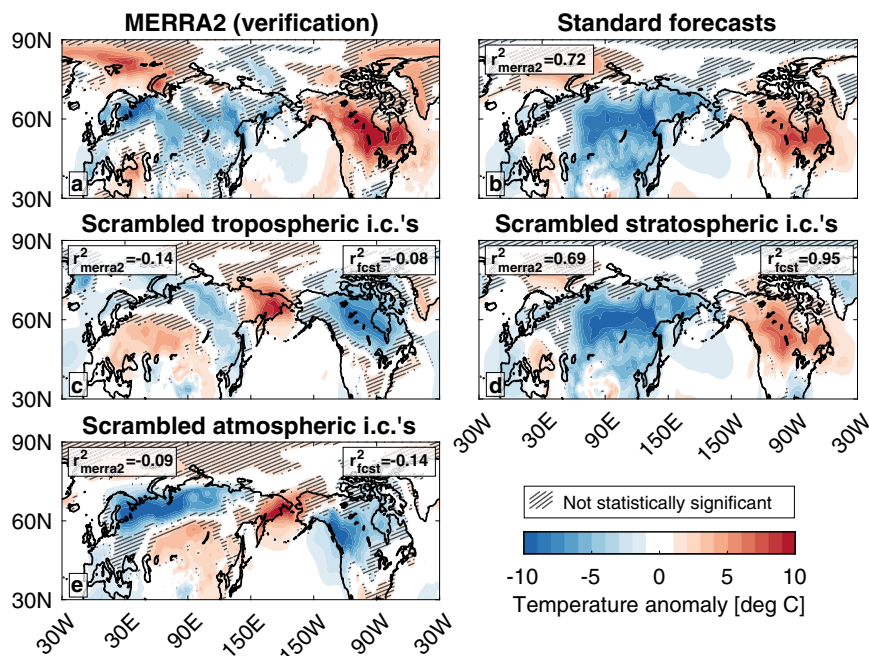 MERRA2 (verification)
Standard forecasts
90N
60N
30N
a
r²merra2=0.72
b
Scrambled tropospheric i.c.'s
Scrambled stratospheric i.c.'s
90N
60N
30N
r²merra2=-0.14
r²fcst=-0.08
c
r²merra2=0.69
r²fcst=0.95
d
30W
30E
90E
150E
150W
90W
30W
Scrambled atmospheric i.c.'s
90N
60N
30N
r²merra2=-0.09
r²fcst=-0.14
e
30W
30E
90E
150E
150W
90W
30W
Not statistically significant
-10
-5
0
5
10
Temperature anomaly [deg C]